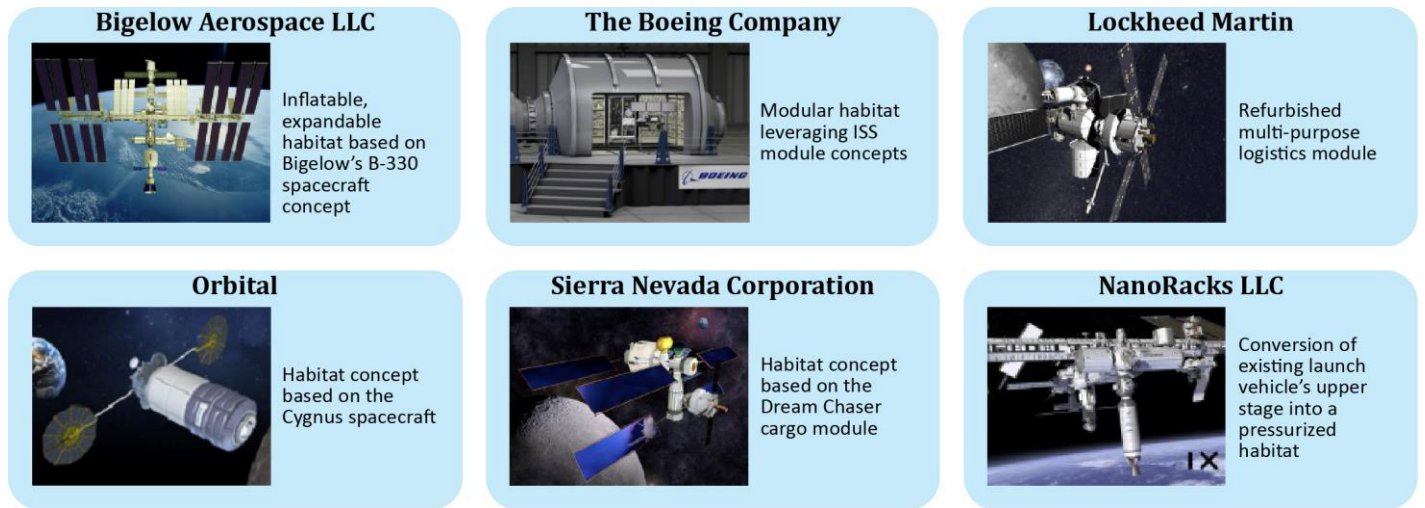 Bigelow Aerospace LLC
Inflatable,
expandable
habitat based on
Bigelow’s B-330
spacecraft
concept
The Boeing Company
BOEING
Modular habitat
leveraging ISS
module concepts
Lockheed Martin
Refurbished
multi-purpose
logistics module
Orbital
Habitat concept
based on the
Cygnus spacecraft
Sierra Nevada Corporation
Habitat concept
based on the
Dream Chaser
cargo module
NanoRacks LLC
Conversion of
existing launch
vehicle’s upper
stage into a
pressurized
habitat
IX